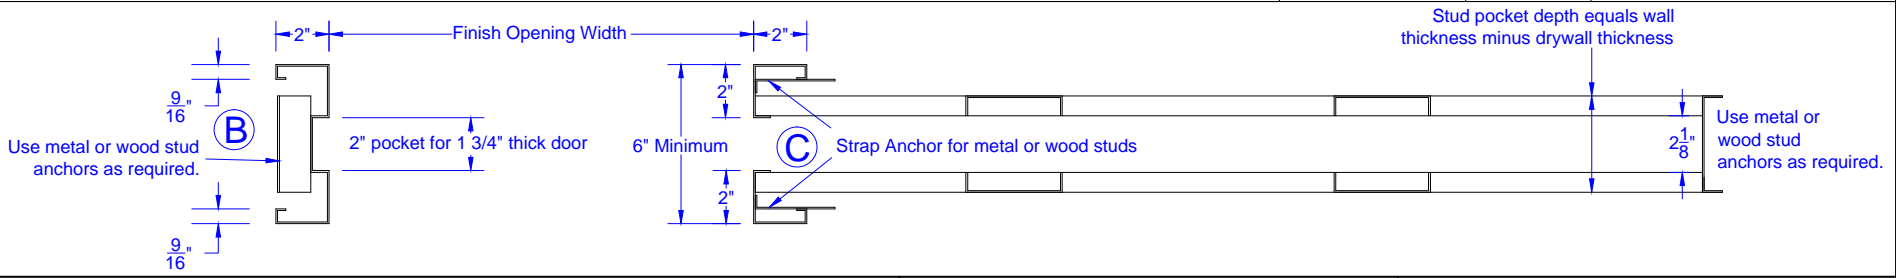 Stud pocket depth equals wall
thickness minus drywall thickness
2"
Finish Opening Width
2"
9/16"
B
Use metal or wood stud
anchors as required.
2" pocket for 1 3/4" thick door
2"
6" Minimum
C
Strap Anchor for metal or wood studs
2 1/8"
Use metal or
wood stud
anchors as required.
2"
9/16"